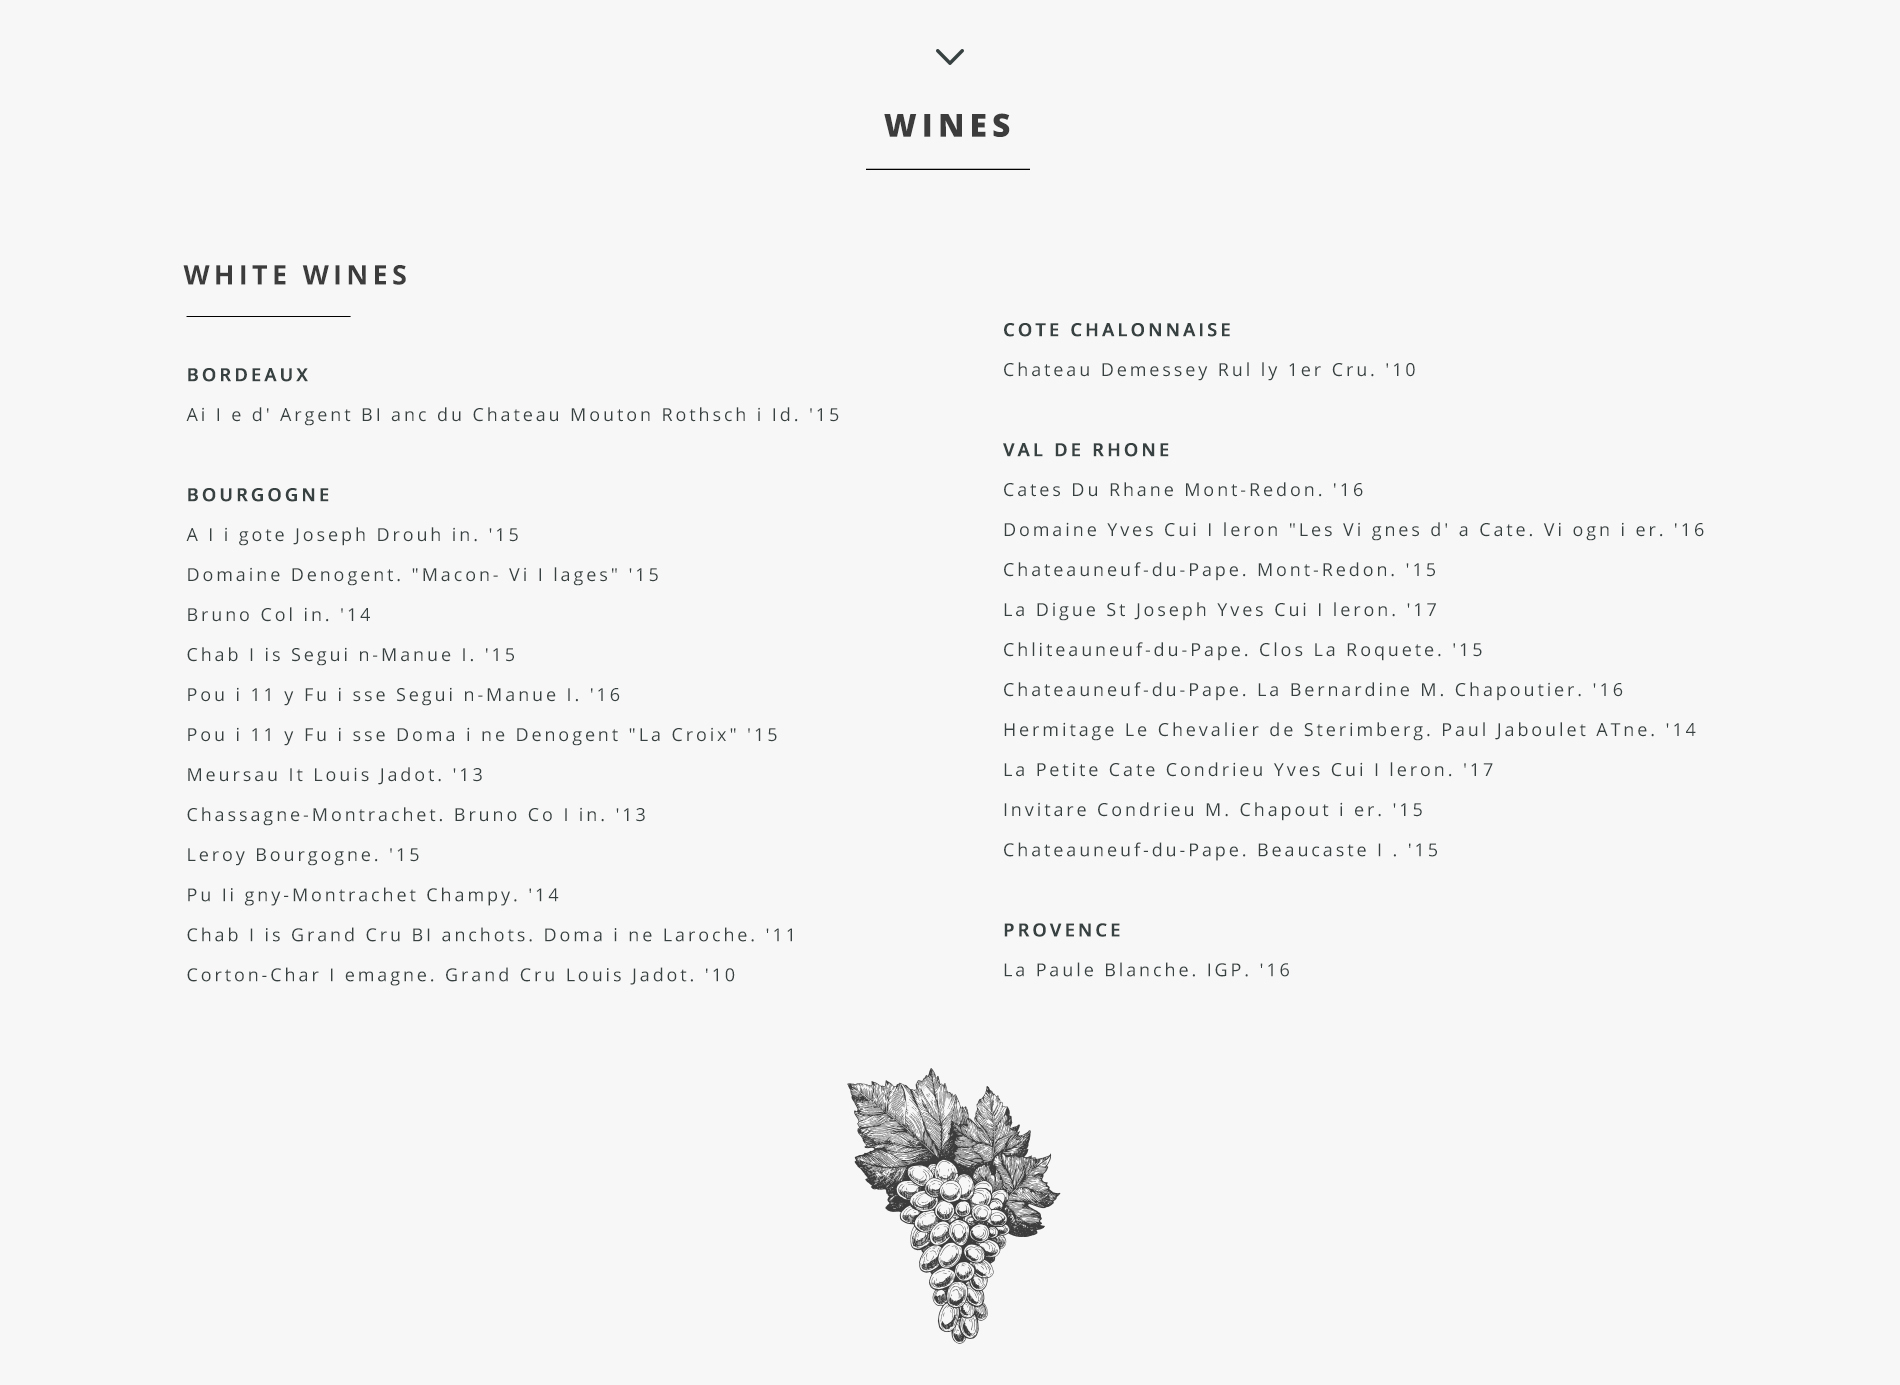 WINES
WHITE WINES
BORDEAUX
Ai I e d' Argent BI anc du Chateau Mouton Rothsch i Id. '15
BOURGOGNE
A I i gote Joseph Drouh in. '15
Domaine Denogent. "Macon- Vi I lages" '15
Bruno Col in. '14
Chab I is Segui n-Manue I. '15
Pou i 11 y Fu i sse Segui n-Manue I. '16
Pou i 11 y Fu i sse Doma i ne Denogent "La Croix" '15
Meursau It Louis Jadot. '13
Chassagne-Montrachet. Bruno Co I in. '13
Leroy Bourgogne. '15
Pu Ii gny-Montrachet Champy. '14
Chab I is Grand Cru BI anchots. Doma i ne Laroche. '11
Corton-Char I emagne. Grand Cru Louis Jadot. '10
COTE CHALONNAISE
Chateau Demessey Rul ly 1er Cru. '10
VAL DE RHONE
Cates Du Rhane Mont-Redon. '16
Domaine Yves Cui I leron "Les Vi gnes d' a Cate. Vi ogn i er. '16
Chateauneuf-du-Pape. Mont-Redon. '15
La Digue St Joseph Yves Cui I leron. '17
Chliteauneuf-du-Pape. Clos La Roquete. '15
Chateauneuf-du-Pape. La Bernardine M. Chapoutier. '16
Hermitage Le Chevalier de Sterimberg. Paul Jaboulet ATne. '14
La Petite Cate Condrieu Yves Cui I leron. '17
Invitare Condrieu M. Chapout i er. '15
Chateauneuf-du-Pape. Beaucaste I . '15
PROVENCE
La Paule Blanche. IGP. '16